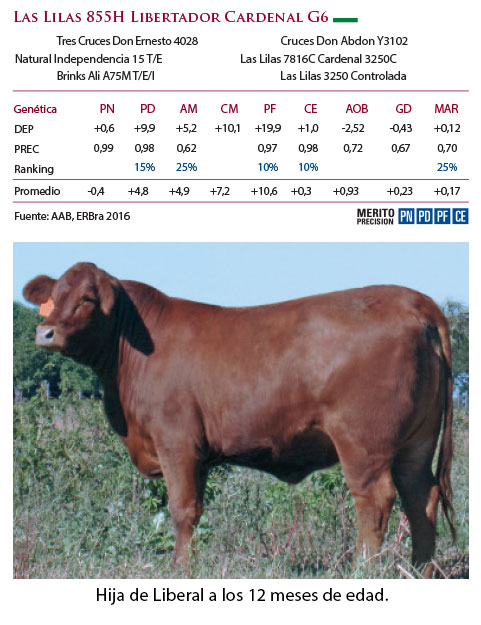 Las Lilas 855H Libertador Cardenal G6
Tres Cruces Don Ernesto 4028 Cruces Don Abdon Y3102
Natural Independencia 15 T/E Las Lilas 7816C Cardenal 3250C
Brinks Ali A75M T/E/I Las Lilas 3250 Controlada
Genética PN PD AM CM PF CE AOB GD MAR
DEP +0,6 +9,9 +5,2 +10,1 +19,9 +1,0 -2,52 -0,43 +0,12
PREC 0,99 0,98 0,62 0,97 0,98 0,72 0,67 0,70
Ranking 15% 25% 10% 10% 25%
Promedio -0,4 +4,8 +4,9 +7,2 +10,6 +0,3 +0,93 +0,23 +0,17
Fuente: AAB, ERBra 2016
MERITO PN PD PF CE
PRECISION
Hija de Liberal a los 12 meses de edad.